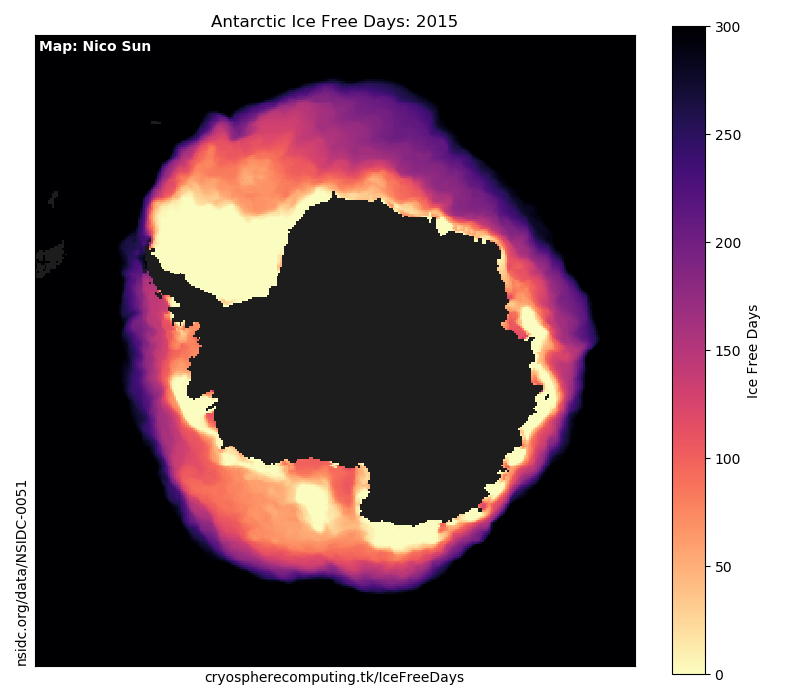 Antarctic Ice Free Days: 2015
Map: Nico Sun
300
250
200
150
100
50
0
Ice Free Days
nsidc.org/data/NSIDC-0051
cryospherecomputing.tk/IceFreeDays